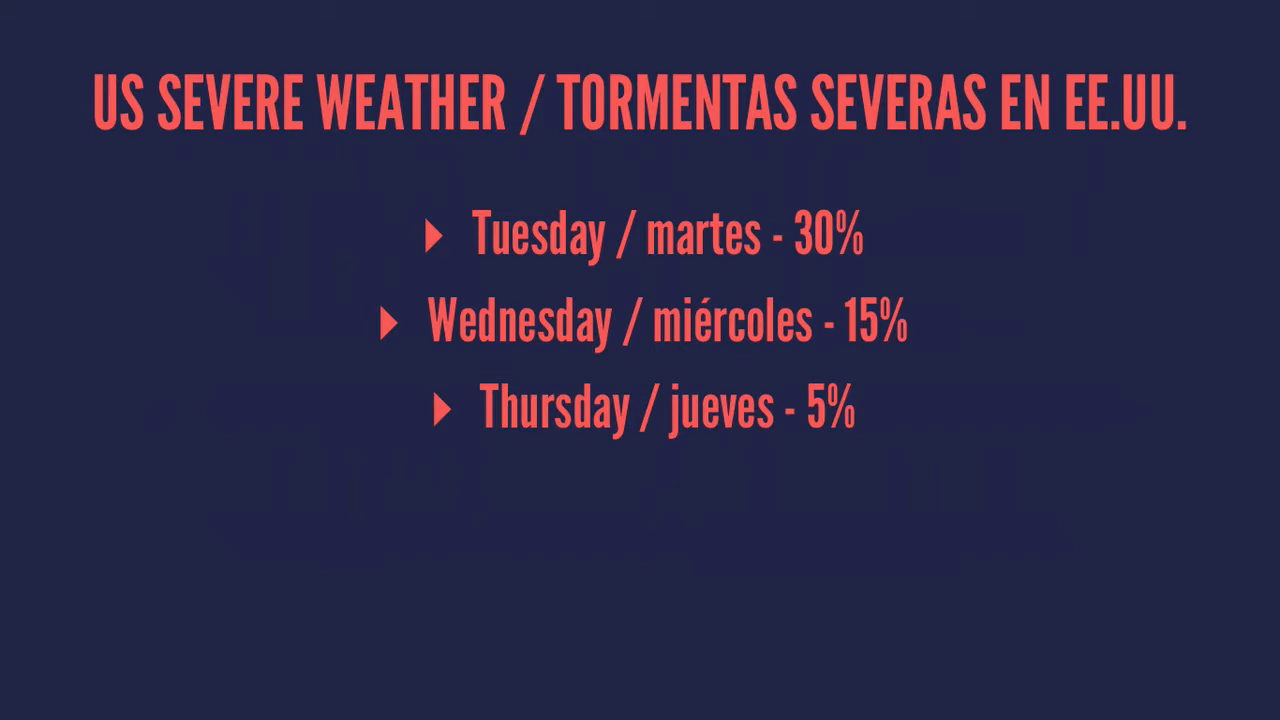 US SEVERE WEATHER / TORMENTAS SEVERAS EN EE.UU.
Tuesday / martes - 30%
Wednesday / miércoles - 15%
Thursday / jueves - 5%